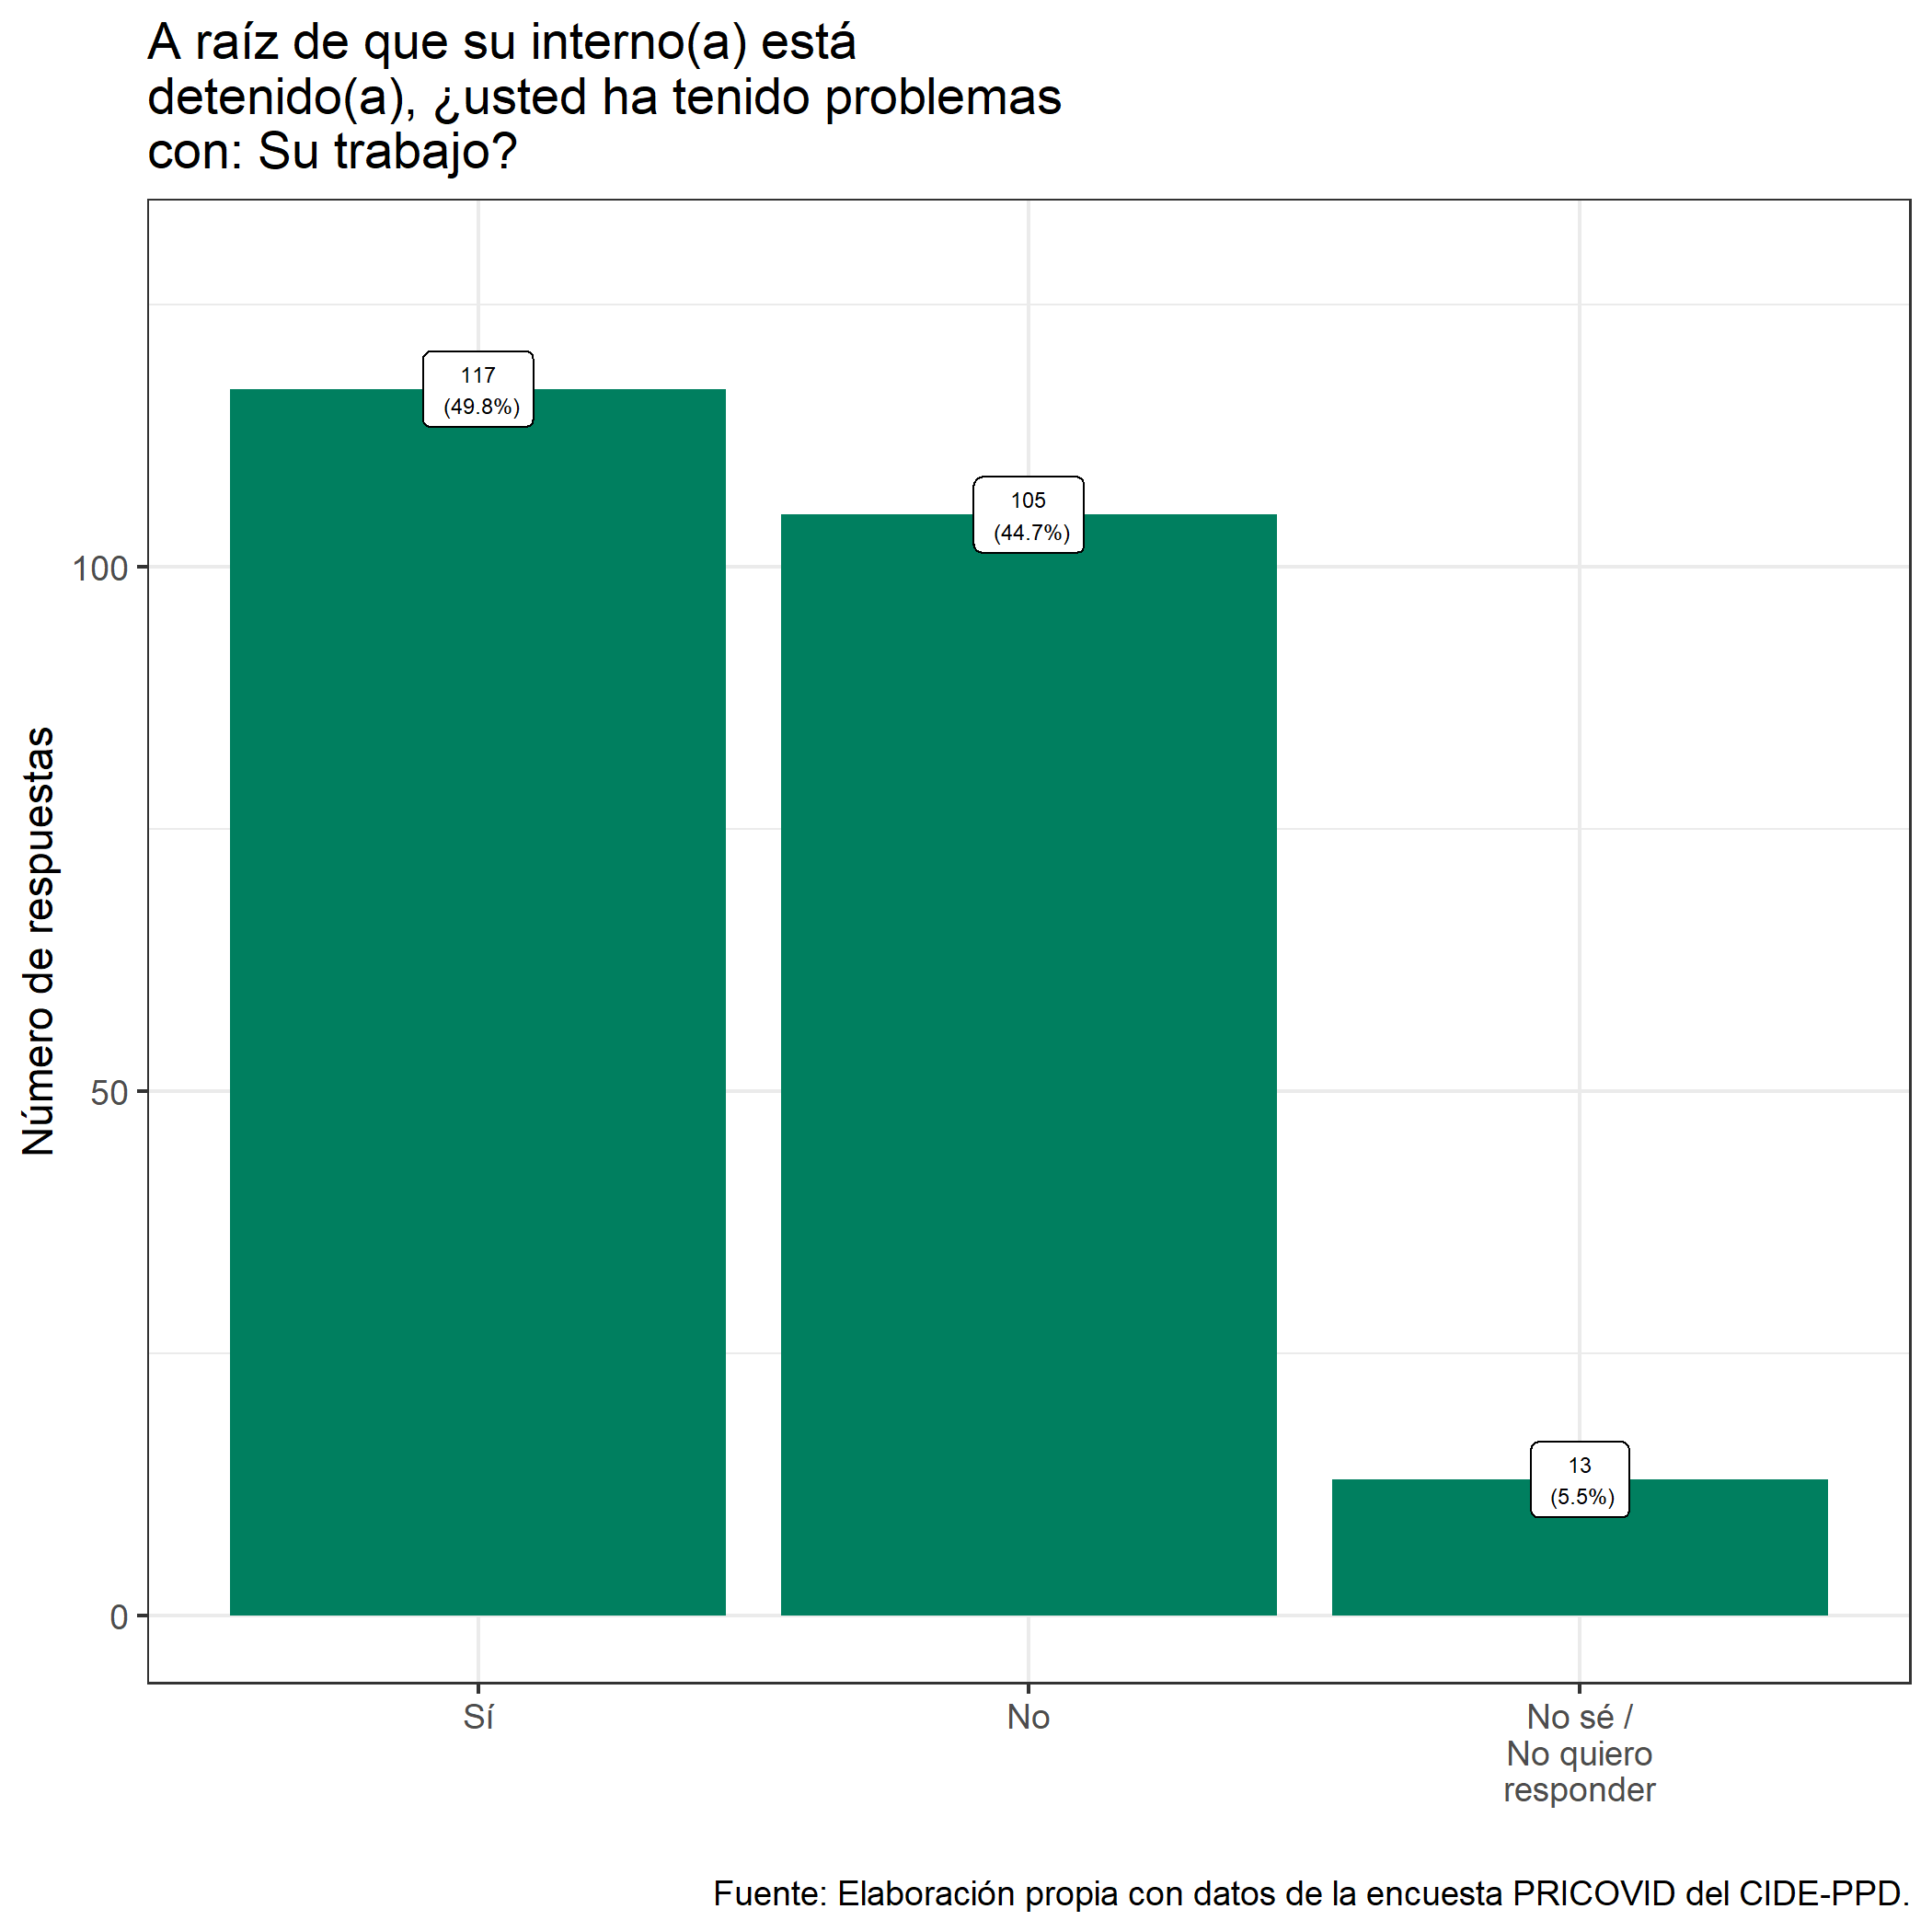 A raíz de que su interno(a) está
detenido(a), ¿usted ha tenido problemas
con: Su trabajo?
Número de respuestas
100
50
0
117
(49.8%)
105
(44.7%)
13
(5.5%)
Sí
No
No sé /
No quiero
responder
Fuente: Elaboración propia con datos de la encuesta PRICOVID del CIDE-PPD.